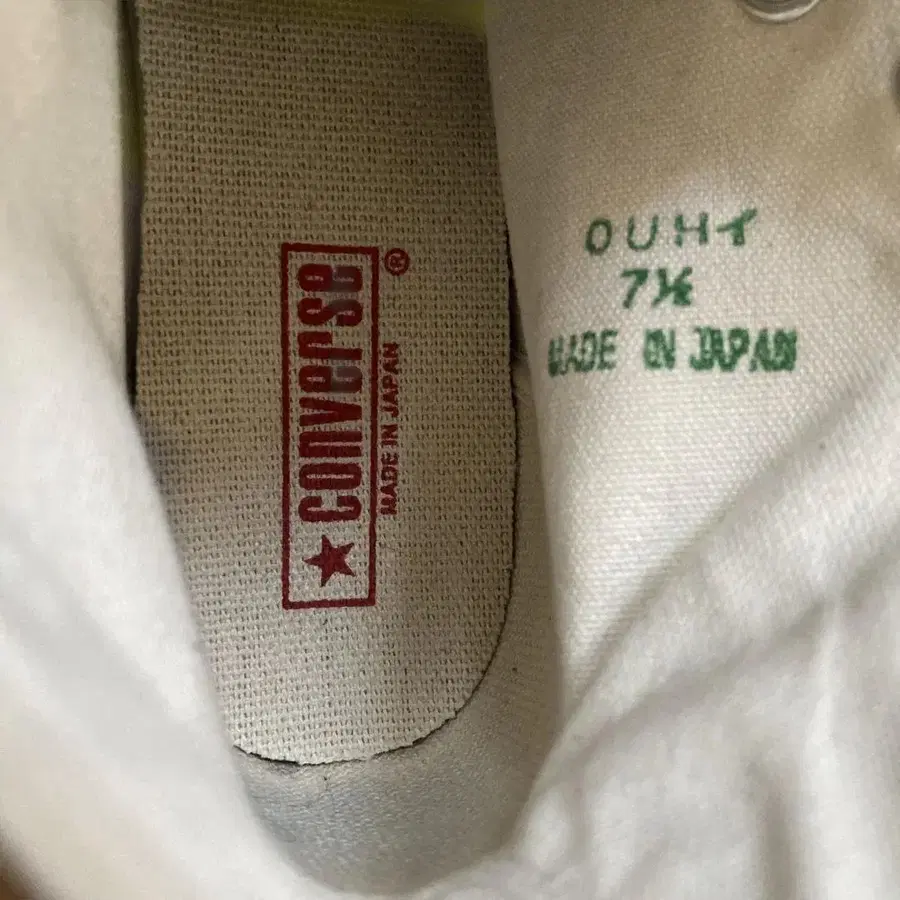 ★ converse®
MADE IN JAPAN
OUHイ
7½
MADE IN JAPAN